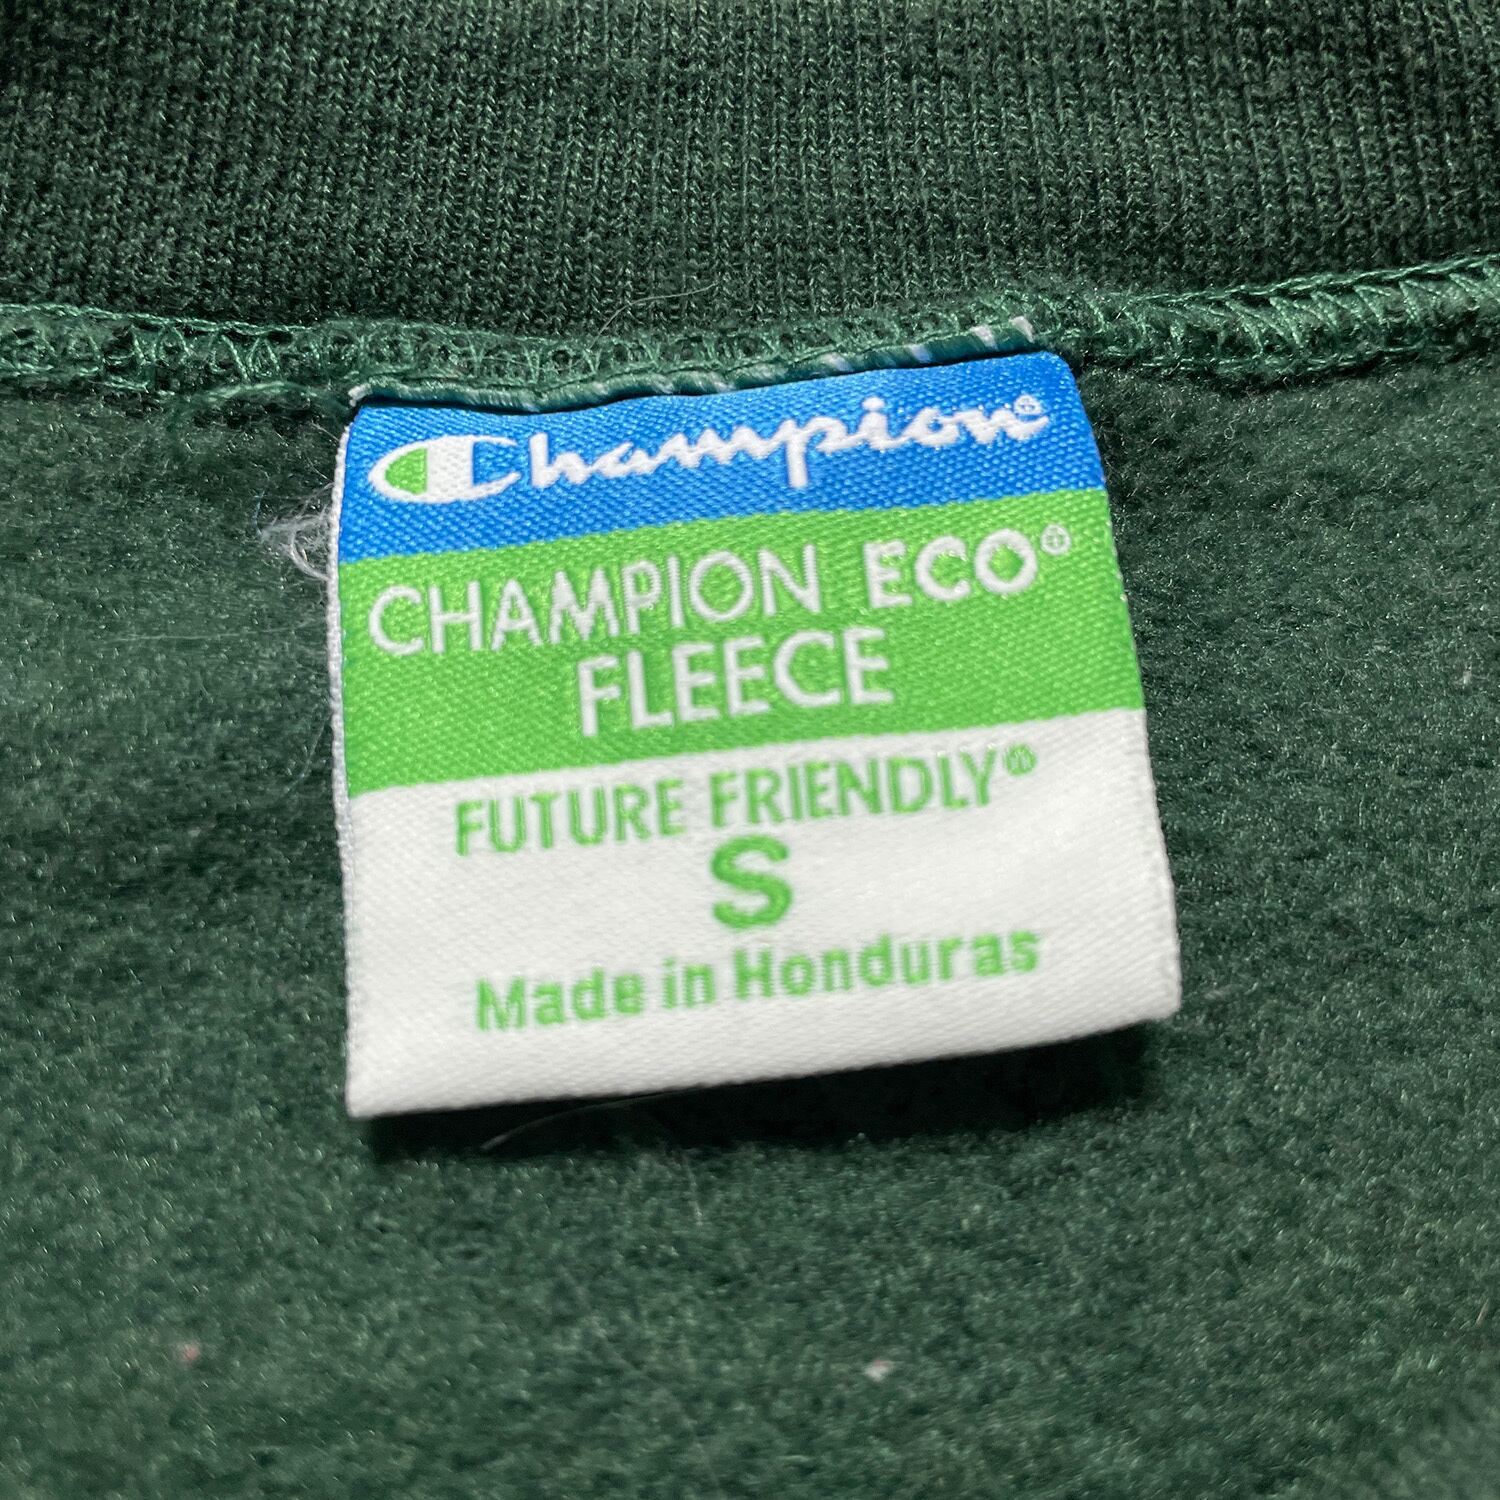 Champion®
CHAMPION ECO®
FLEECE
FUTURE FRIENDLY®
S
Made in Honduras